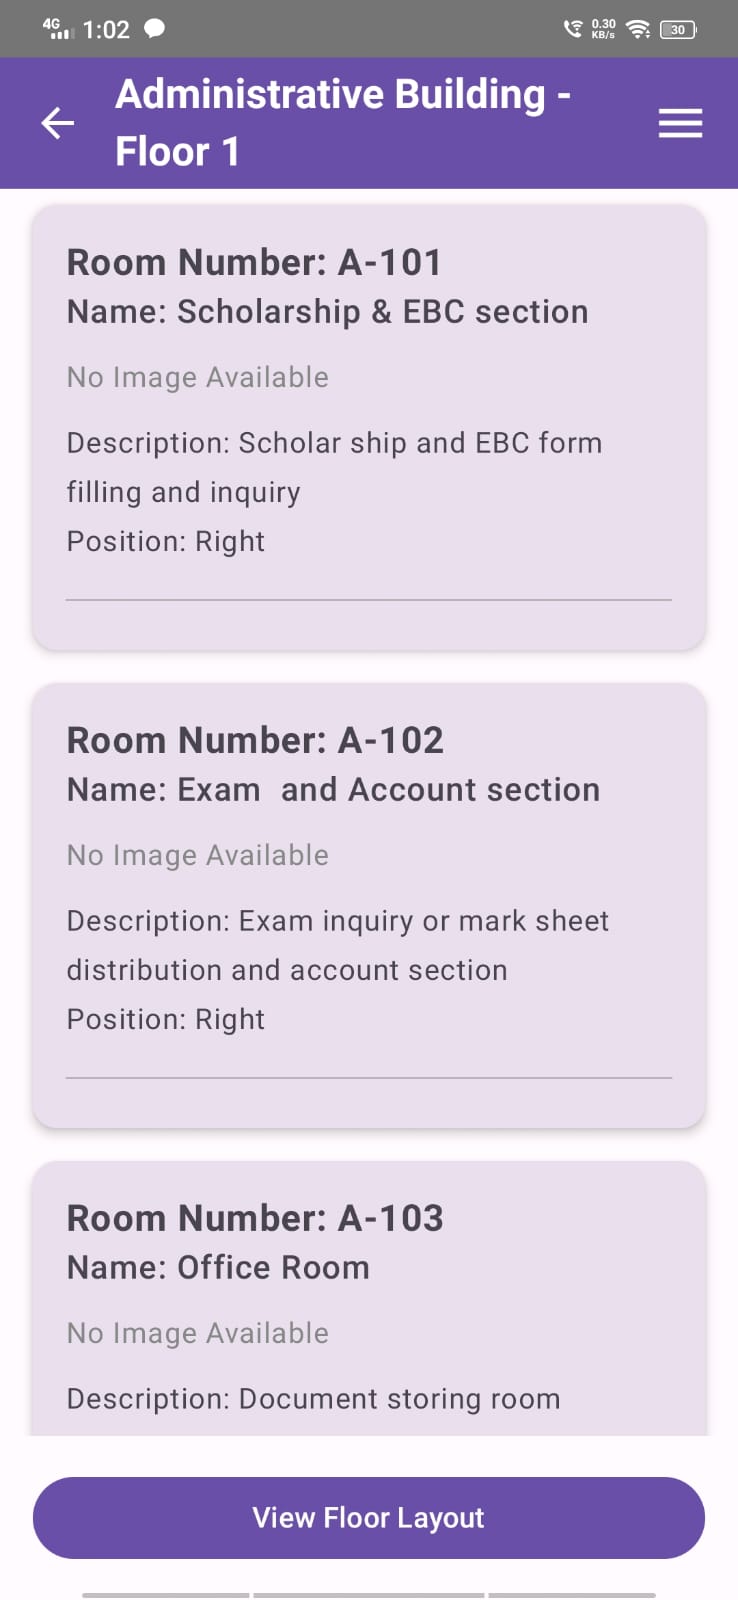 4G 1:02 0.30 KB/s 30
Administrative Building -
Floor 1
Room Number: A-101
Name: Scholarship & EBC section
No Image Available
Description: Scholar ship and EBC form
filling and inquiry
Position: Right
Room Number: A-102
Name: Exam  and Account section
No Image Available
Description: Exam inquiry or mark sheet
distribution and account section
Position: Right
Room Number: A-103
Name: Office Room
No Image Available
Description: Document storing room
View Floor Layout